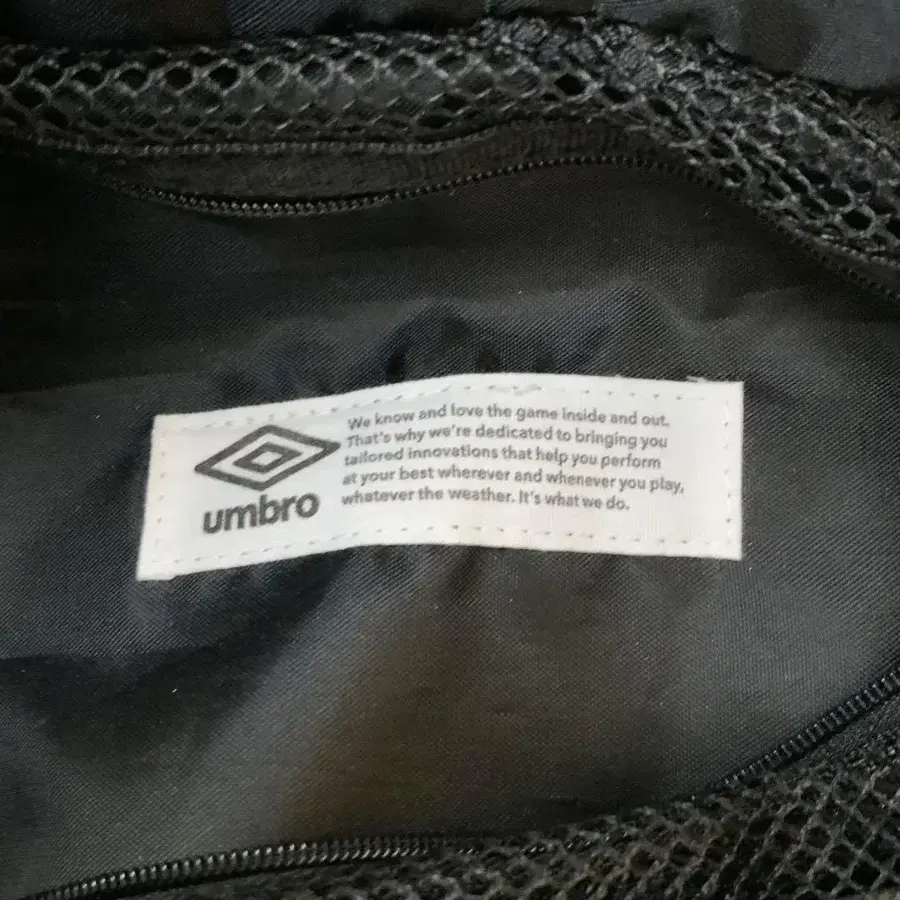 umbro
We know and love the game inside and out.
That's why we're dedicated to bringing you
tailored innovations that help you perform
at your best wherever and whenever you play,
whatever the weather. It's what we do.